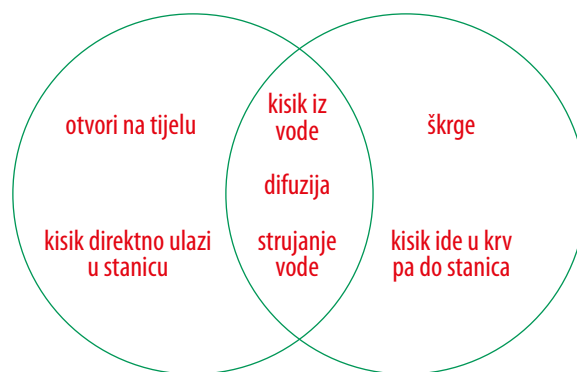 otvori na tijelu
kisik direktno ulazi
u stanicu
kisik iz
vode
difuzija
strujanje
vode
škrge
kisik ide u krv
pa do stanica